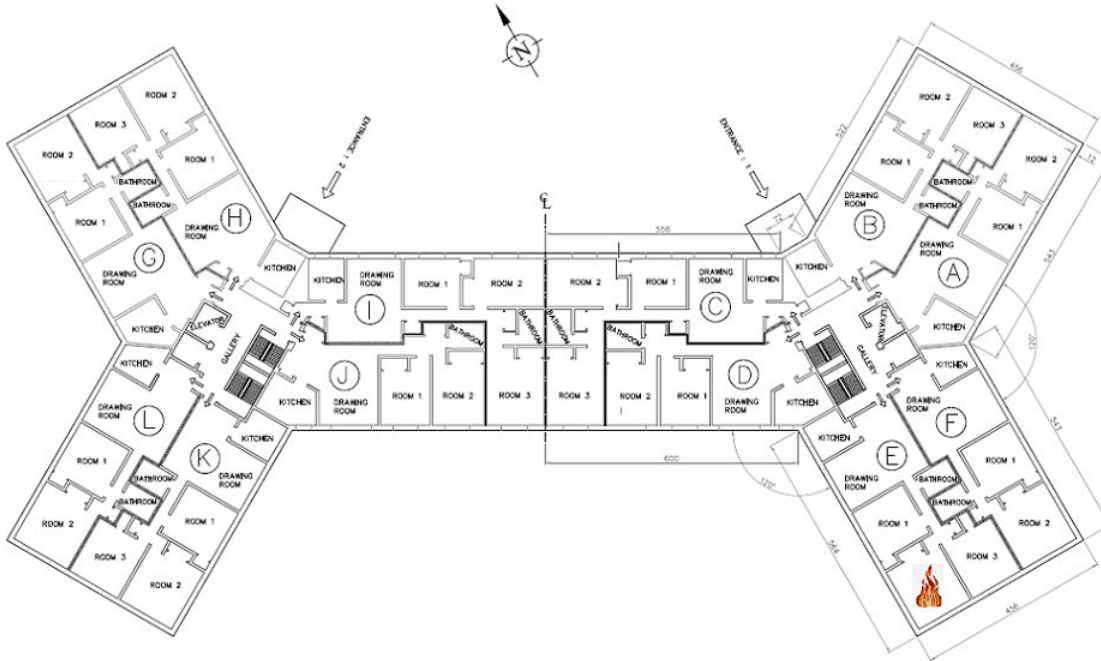 N
ROOM 2
ROOM 3
ROOM 2
ROOM 1
BATHROOM
BATHROOM
ROOM 1
H
DRAWING
ROOM
G
DRAWING
ROOM
KITCHEN
KITCHEN
ENTRANCE : 2
ENTRANCE : 1
ELEVATOR
GALLERY
KITCHEN
DRAWING
ROOM
I
ROOM 1
ROOM 2
BATHROOM
℄
558
ROOM 2
ROOM 1
DRAWING
ROOM
C
KITCHEN
BATHROOM
BATHROOM
J
KITCHEN
DRAWING
ROOM
ROOM 1
ROOM 2
ROOM 3
ROOM 3
BATHROOM
ROOM 2
ROOM 1
D
DRAWING
ROOM
KITCHEN
600
120°
456
522
12
72
ROOM 2
ROOM 3
ROOM 2
ROOM 1
BATHROOM
BATHROOM
ROOM 1
B
DRAWING
ROOM
DRAWING
ROOM
A
KITCHEN
KITCHEN
543
120°
ELEVATOR
GALLERY
KITCHEN
DRAWING
ROOM
L
KITCHEN
K
DRAWING
ROOM
ROOM 1
BATHROOM
BATHROOM
ROOM 1
ROOM 2
ROOM 3
ROOM 2
KITCHEN
DRAWING
ROOM
F
KITCHEN
E
DRAWING
ROOM
ROOM 1
BATHROOM
BATHROOM
ROOM 1
ROOM 2
ROOM 3
543
564
456